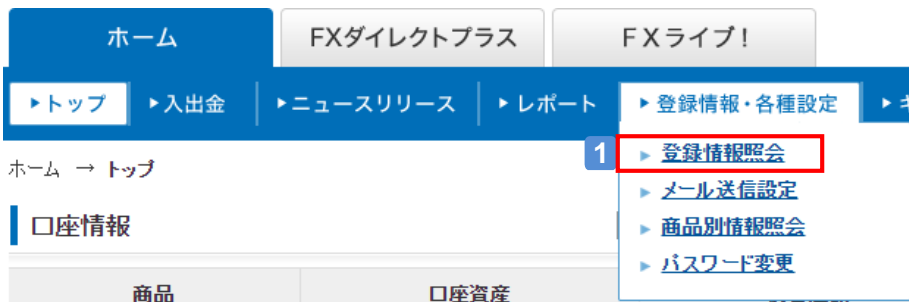 ホーム FXダイレクトプラス FXライブ!
▶トップ ▶入出金 ▶ニュースリリース ▶レポート ▶登録情報・各種設定
1 ▶登録情報照会
ホーム → トップ
▶メール送信設定
口座情報 ▶商品別情報照会
▶パスワード変更
商品 口座資産